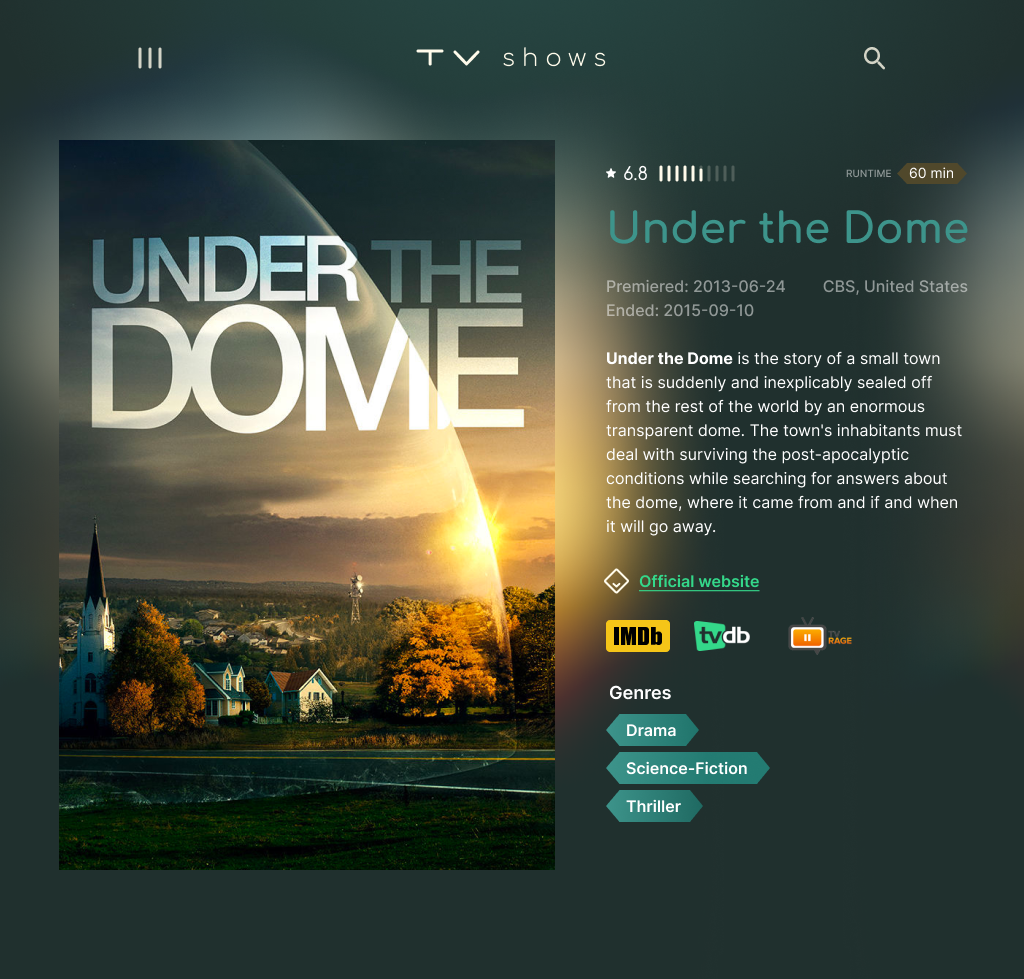 TV shows
UNDER THE
DOME
6.8
RUNTIME 60 min
Under the Dome
Premiered: 2013-06-24 CBS, United States
Ended: 2015-09-10
Under the Dome is the story of a small town
that is suddenly and inexplicably sealed off
from the rest of the world by an enormous
transparent dome. The town's inhabitants must
deal with surviving the post-apocalyptic
conditions while searching for answers about
the dome, where it came from and if and when
it will go away.
Official website
IMDb tvdb TV RAGE
Genres
Drama
Science-Fiction
Thriller